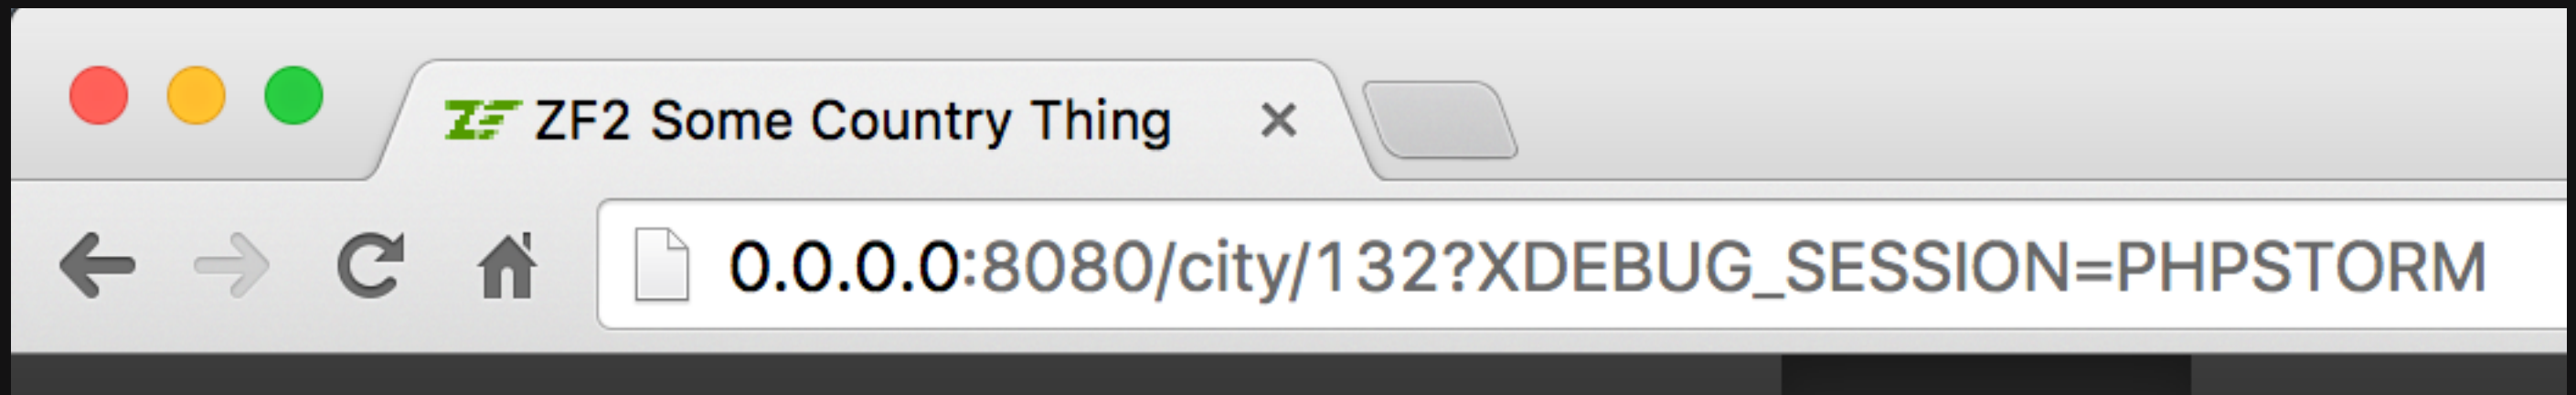 ZF2 Some Country Thing
0.0.0.0:8080/city/132?XDEBUG_SESSION=PHPSTORM